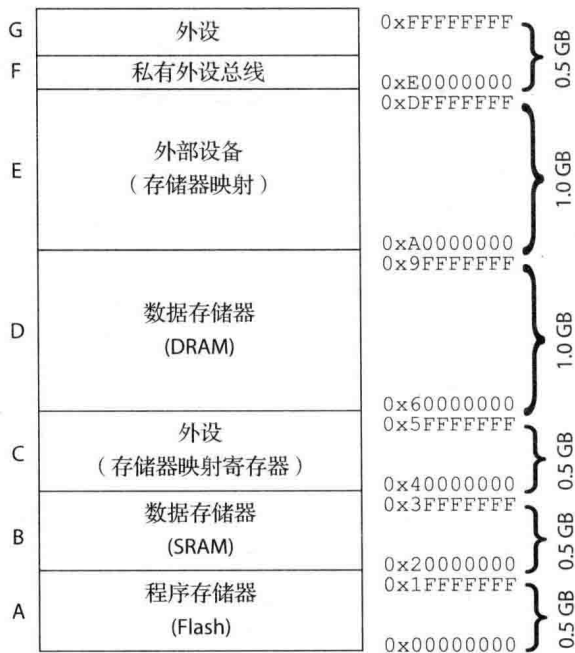 G
外设
0xFFFFFFFF
0.5 GB
F
私有外设总线
0xE0000000
0xDFFFFFFF
E
外部设备
（存储器映射）
1.0 GB
0xA0000000
0x9FFFFFFF
D
数据存储器
(DRAM)
1.0 GB
0x60000000
0x5FFFFFFF
C
外设
（存储器映射寄存器）
0.5 GB
0x40000000
0x3FFFFFFF
B
数据存储器
(SRAM)
0.5 GB
0x20000000
0x1FFFFFFF
A
程序存储器
(Flash)
0.5 GB
0x00000000